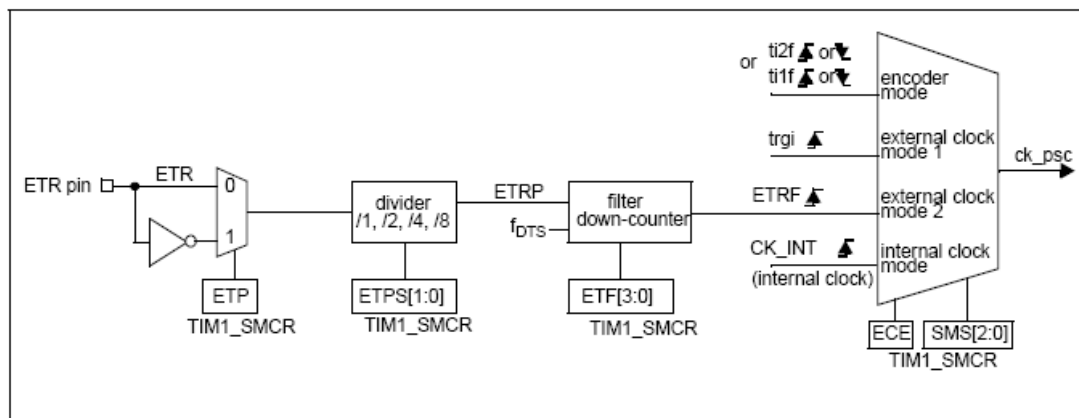 or
ti2f or
ti1f or
encoder
mode
trgi
external clock
mode 1
ck_psc
ETR pin
ETR
0
1
divider
/1, /2, /4, /8
ETRP
fDTS
filter
down-counter
ETRF
external clock
mode 2
CK_INT
(internal clock)
internal clock
mode
ETP
TIM1_SMCR
ETPS[1:0]
TIM1_SMCR
ETF[3:0]
TIM1_SMCR
ECE
SMS[2:0]
TIM1_SMCR